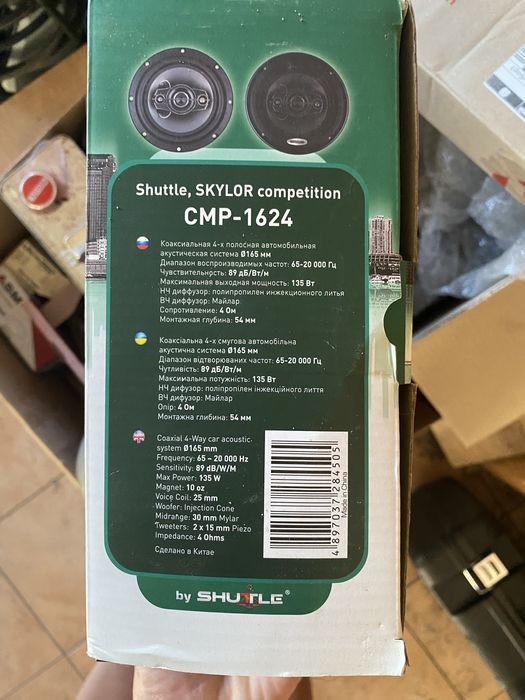 Shuttle, SKYLOR competition
CMP-1624
Коаксиальная 4-х полосная автомобильная
акустическая система Ø165 мм
Диапазон воспроизводимых частот: 65-20 000 Гц
Чувствительность: 89 дБ/Вт/м
Максимальная выходная мощность: 135 Вт
НЧ диффузор: полипропилен инжекционного литья
ВЧ диффузор: Майлар
Сопротивление: 4 Ом
Монтажная глубина: 54 мм
Коаксіальна 4-х смугова автомобільна
акустична система Ø165 мм
Діапазон відтворюваних частот: 65-20 000 Гц
Чутливість: 89 дБ/Вт/м
Максимальна потужність: 135 Вт
НЧ дифузор: поліпропілен інжекційного лиття
ВЧ дифузор: Майлар
Опір: 4 Ом
Монтажна глибина: 54 мм
Coaxial 4-Way car acoustic
system Ø165 mm
Frequency: 65 – 20 000 Hz
Sensitivity: 89 dB/W/M
Max Power: 135 W
Magnet: 10 oz
Voice Coil: 25 mm
Woofer: Injection Cone
Midrange: 30 mm Mylar
Tweeters: 2 x 15 mm Piezo
Impedance: 4 Ohms
Сделано в Китае
4897037284505
Made in China
by SHUTTLE®